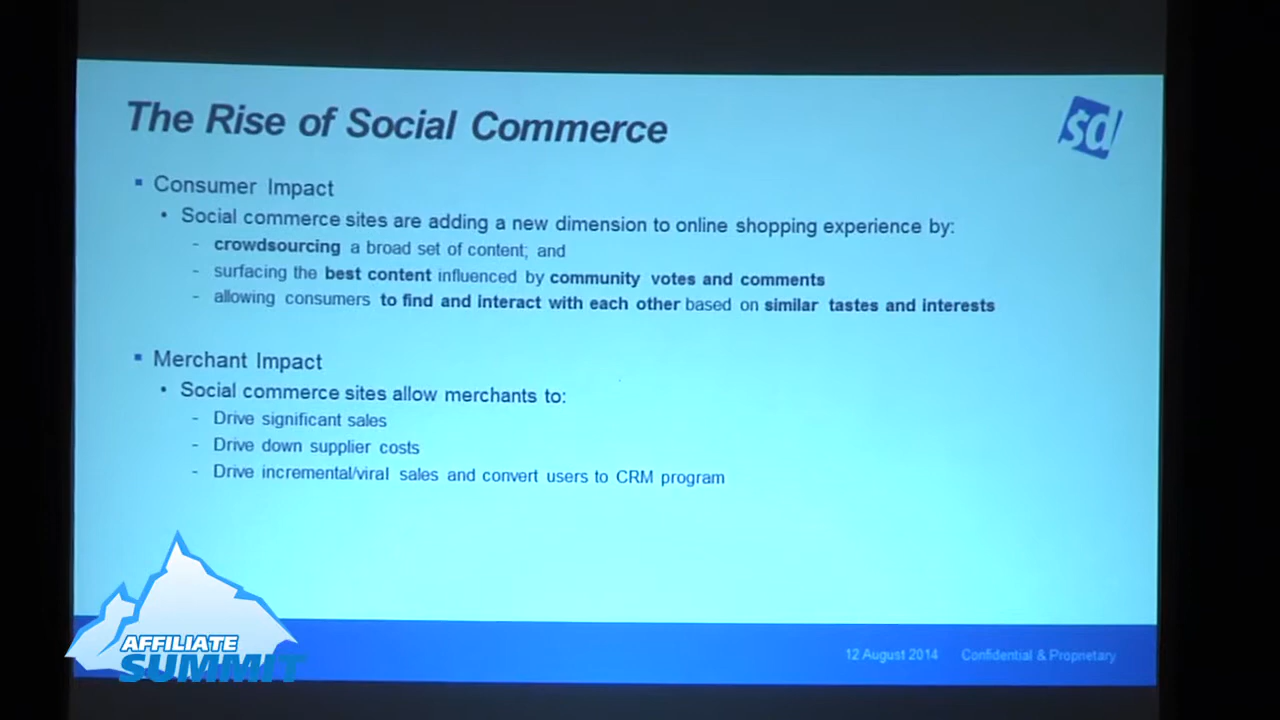 The Rise of Social Commerce
sd
▪ Consumer Impact
• Social commerce sites are adding a new dimension to online shopping experience by:
- crowdsourcing a broad set of content; and
- surfacing the best content influenced by community votes and comments
- allowing consumers to find and interact with each other based on similar tastes and interests
▪ Merchant Impact
• Social commerce sites allow merchants to:
- Drive significant sales
- Drive down supplier costs
- Drive incremental/viral sales and convert users to CRM program
AFFILIATE
SUMMIT
12 August 2014 Confidential & Proprietary